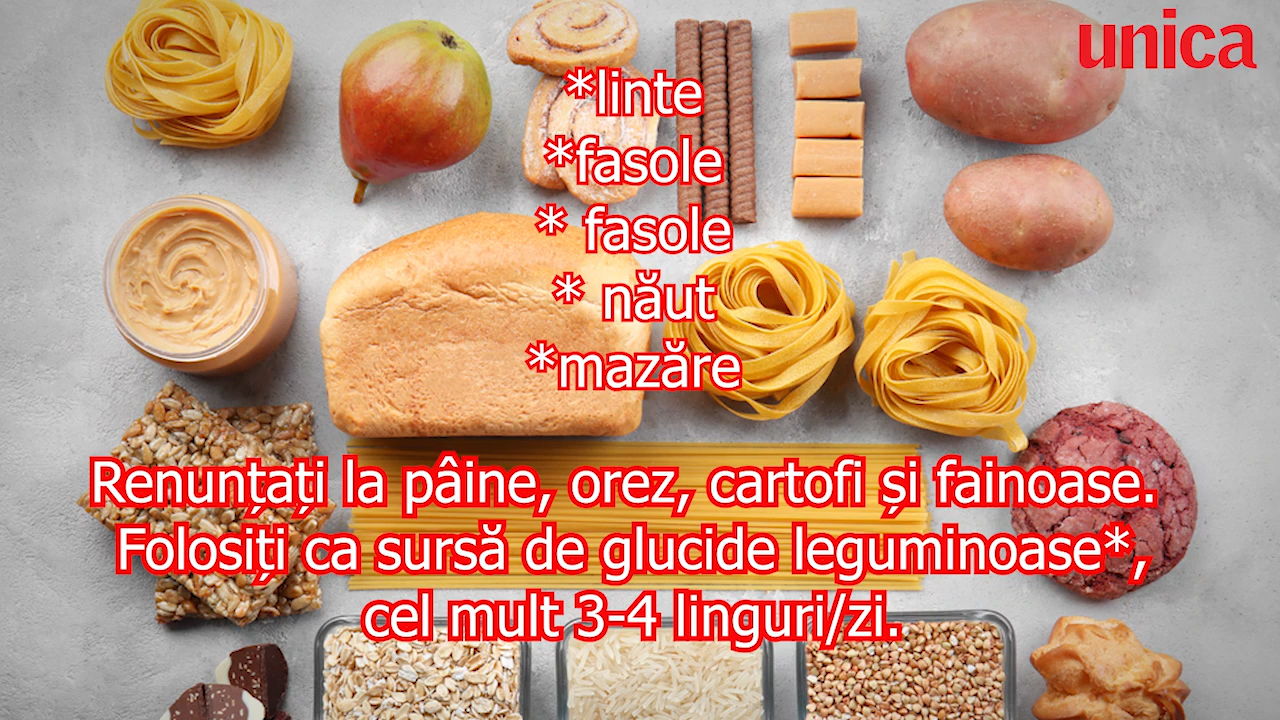 unica
*linte
*fasole
* fasole
* năut
*mazăre
Renunțați la pâine, orez, cartofi și fainoase.
Folosiți ca sursă de glucide leguminoase*,
cel mult 3-4 linguri/zi.